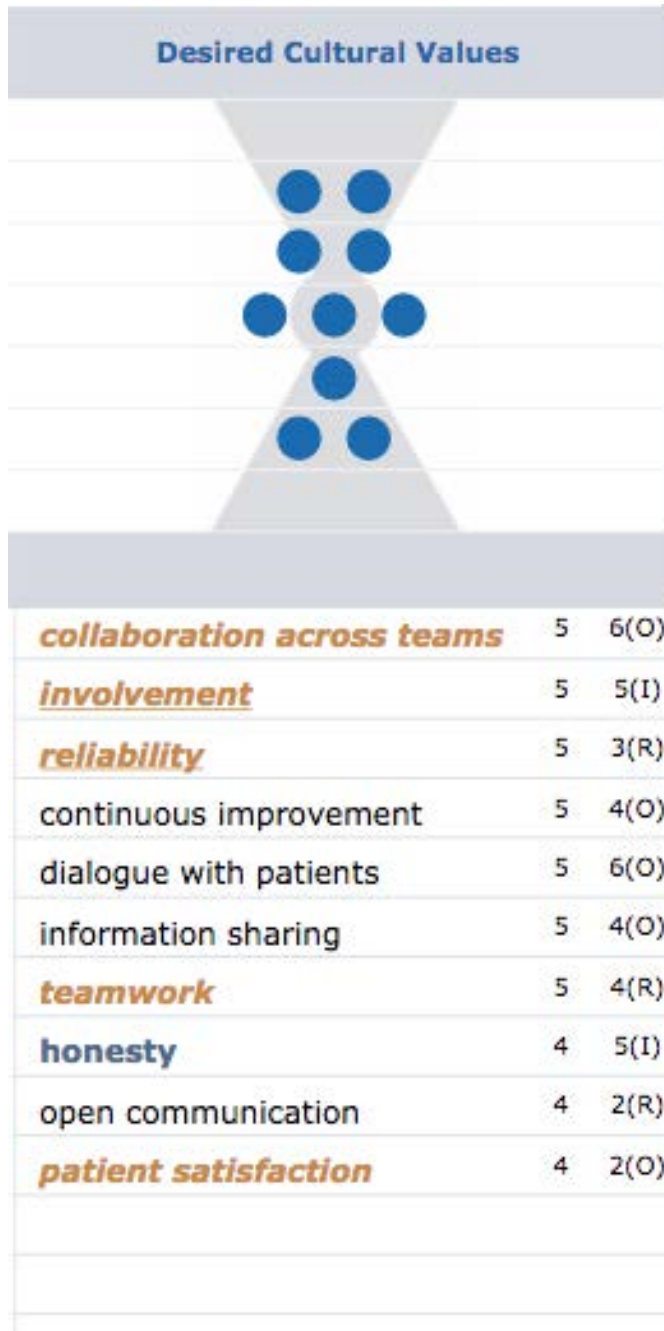 Desired Cultural Values
collaboration across teams 5 6(O)
involvement 5 5(I)
reliability 5 3(R)
continuous improvement 5 4(O)
dialogue with patients 5 6(O)
information sharing 5 4(O)
teamwork 5 4(R)
honesty 4 5(I)
open communication 4 2(R)
patient satisfaction 4 2(O)